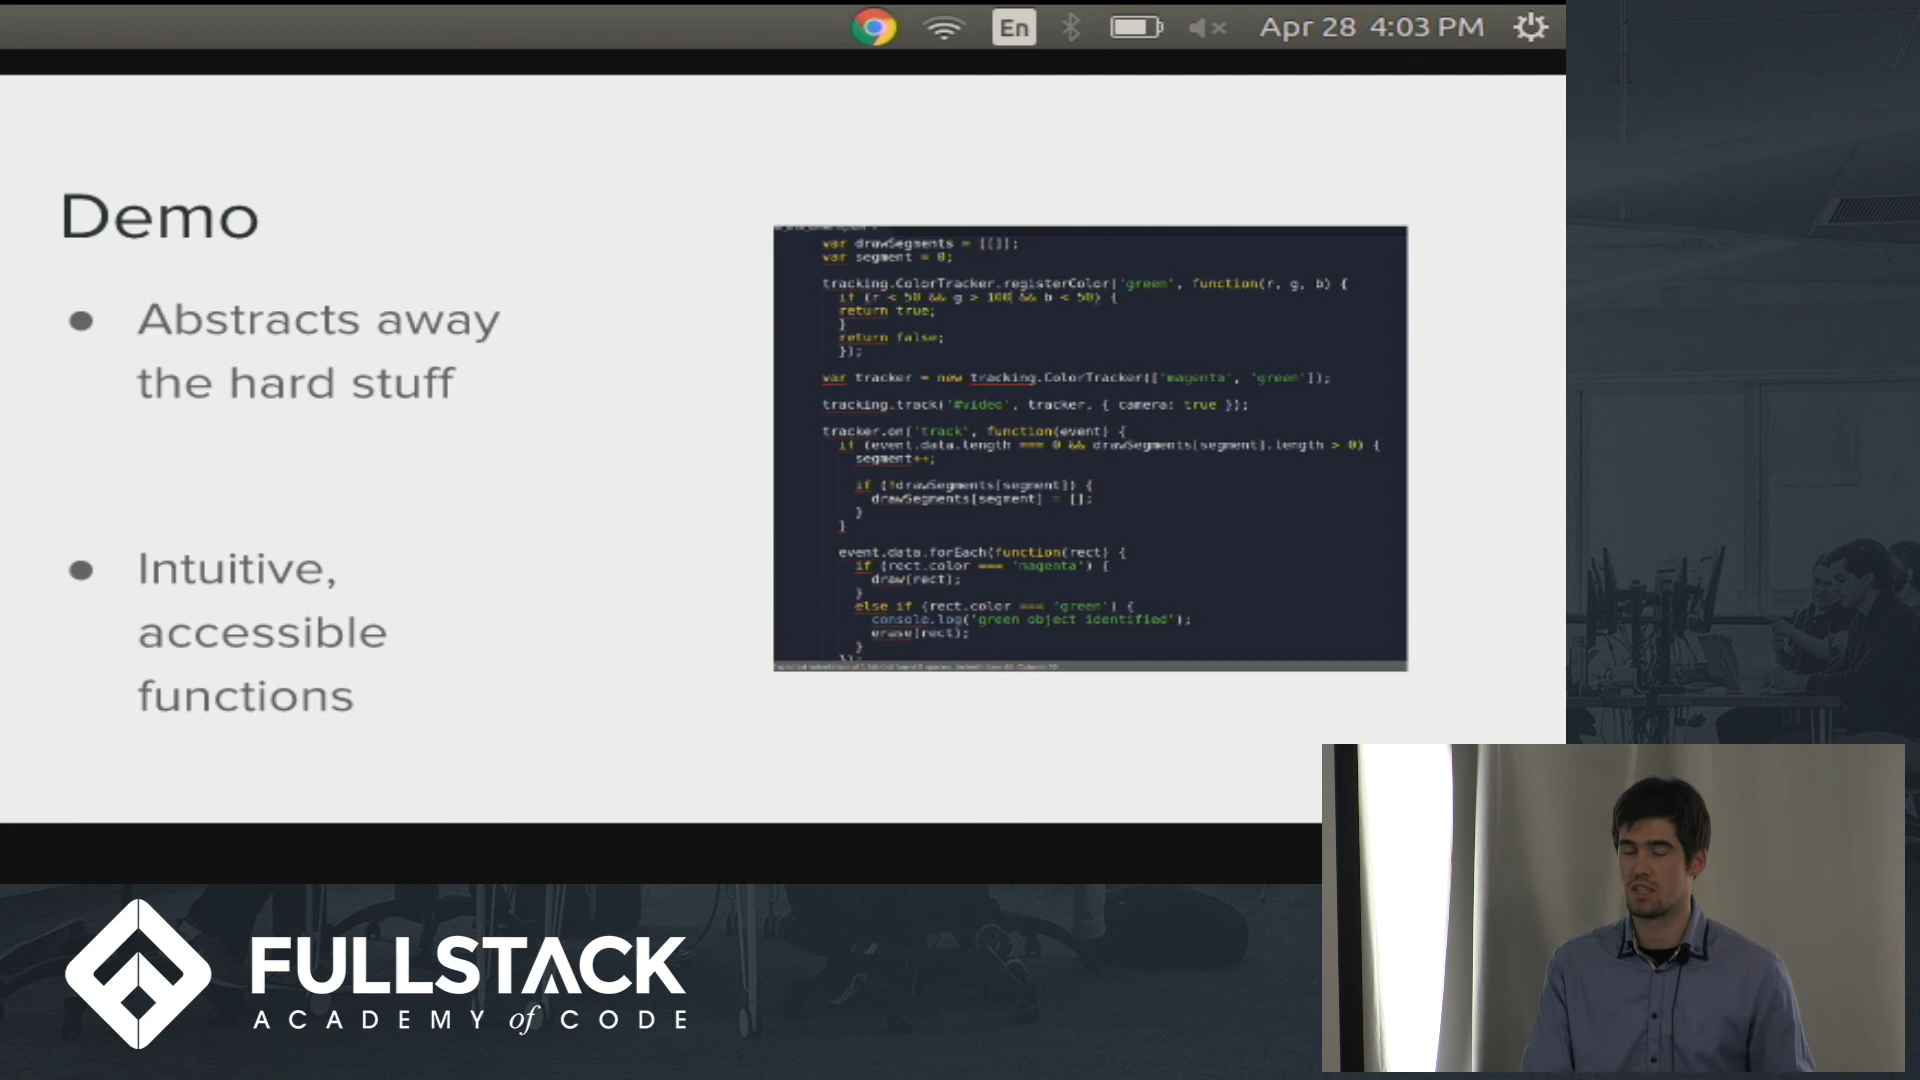 En
Apr 28 4:03 PM
Demo
Abstracts away
the hard stuff
Intuitive,
accessible
functions
var drawSegments = [[]];
var segment = 0;
tracking.ColorTracker.registerColor('green', function(r, g, b) {
if (r < 50 && g > 100 && b < 50) {
return true;
}
return false;
});
var tracker = new tracking.ColorTracker(['magenta', 'green']);
tracking.track('#video', tracker, { camera: true });
tracker.on('track', function(event) {
if (event.data.length === 0 && drawSegments[segment].length > 0) {
segment++;
if (!drawSegments[segment]) {
drawSegments[segment] = [];
}
}
event.data.forEach(function(rect) {
if (rect.color === 'magenta') {
draw(rect);
}
else if (rect.color === 'green') {
console.log('green object identified');
erase(rect);
}
});
FULLSTACK
ACADEMY of CODE